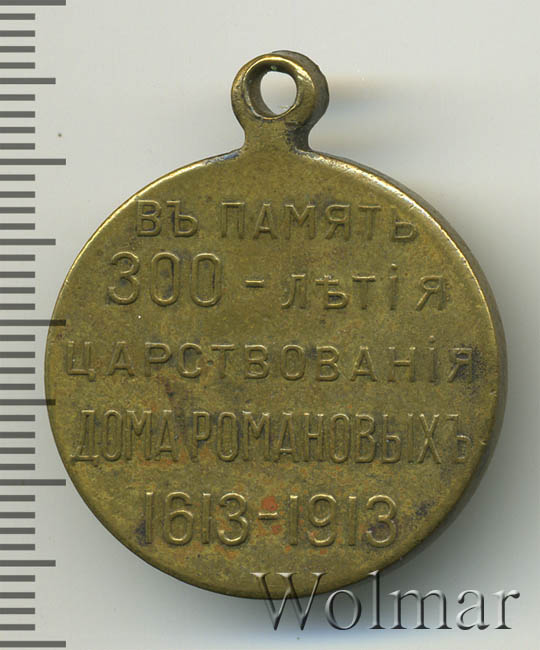 ВЪ ПАМЯТЬ
300-ЛѢТІЯ
ЦАРСТВОВАНІЯ
ДОМА РОМАНОВЫХЪ
1613-1913
Wolmar